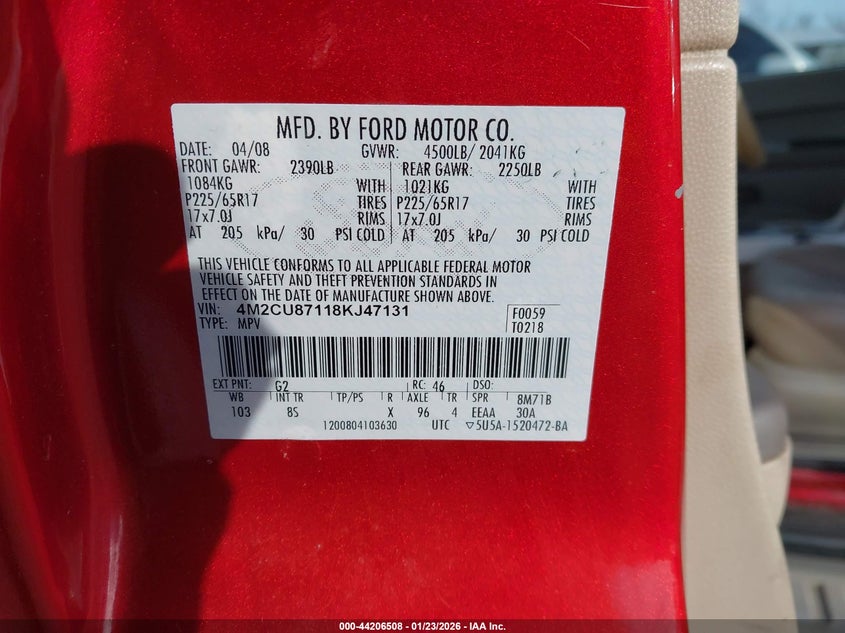 MFD. BY FORD MOTOR CO.
DATE: 04/08 GVWR: 4500LB/ 2041KG
FRONT GAWR: 2390LB REAR GAWR: 2250LB
1084KG WITH 1021KG WITH
P225/65R17 TIRES P225/65R17 TIRES
17x7.0J RIMS 17x7.0J RIMS
AT 205 kPa/ 30 PSI COLD AT 205 kPa/ 30 PSI COLD
THIS VEHICLE CONFORMS TO ALL APPLICABLE FEDERAL MOTOR
VEHICLE SAFETY AND THEFT PREVENTION STANDARDS IN
EFFECT ON THE DATE OF MANUFACTURE SHOWN ABOVE.
VIN: 4M2CU87118KJ47131 F0059
TYPE: MPV T0218
EXT PNT: G2 RC: 46 DSO:
WB INT TR TP/PS R AXLE TR SPR 8M71B
103 8S X 96 4 EEAA 30A
1200804103630 UTC ▽5U5A-1520472-BA
000-44206508 - 01/23/2026 - IAA Inc.